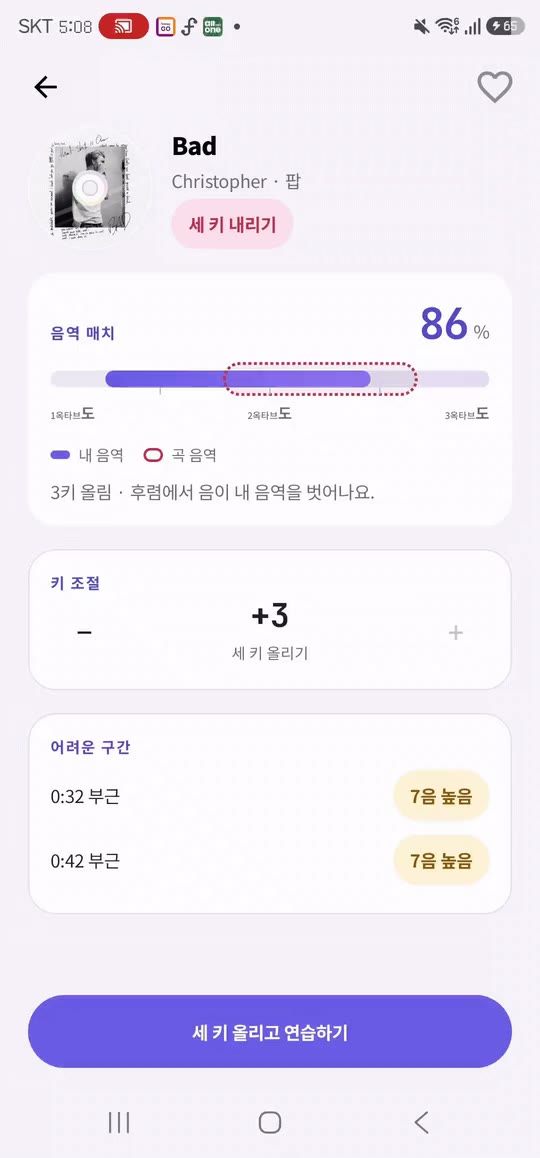 SKT 5:08
65
Bad
Christopher · 팝
세 키 내리기
음역 매치
86 %
1옥타브도
2옥타브도
3옥타브도
내 음역
곡 음역
3키 올림 · 후렴에서 음이 내 음역을 벗어나요.
키 조절
− +3 +
세 키 올리기
어려운 구간
0:32 부근
7음 높음
0:42 부근
7음 높음
세 키 올리고 연습하기